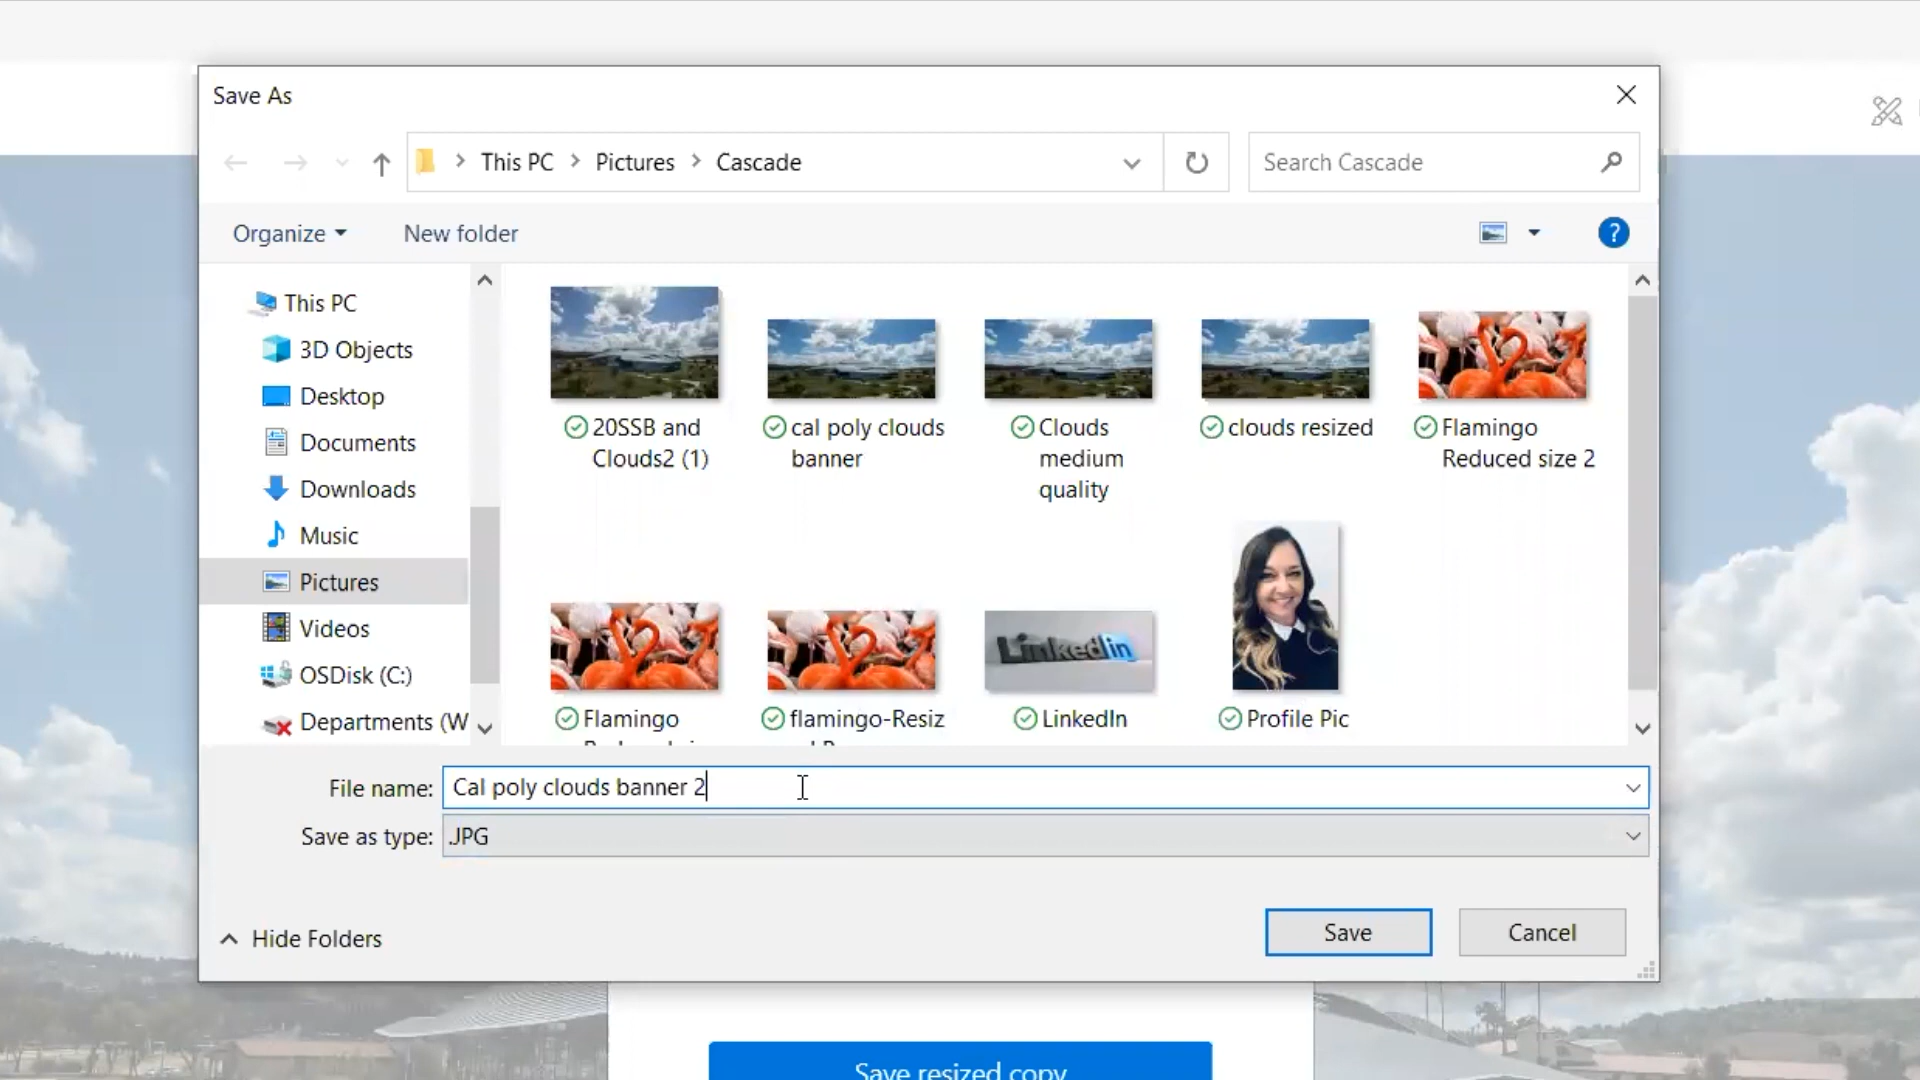 Save As
This PC
Pictures
Cascade
Search Cascade
Organize
New folder
?
This PC
3D Objects
Desktop
Documents
Downloads
Music
Pictures
Videos
OSDisk (C:)
Departments (W
20SSB and
Clouds2 (1)
cal poly clouds
banner
Clouds
medium
quality
clouds resized
Flamingo
Reduced size 2
Flamingo
flamingo-Resiz
LinkedIn
LinkedIn
Profile Pic
File name: Cal poly clouds banner 2
Save as type: .JPG
Hide Folders
Save
Cancel
Save resized copy